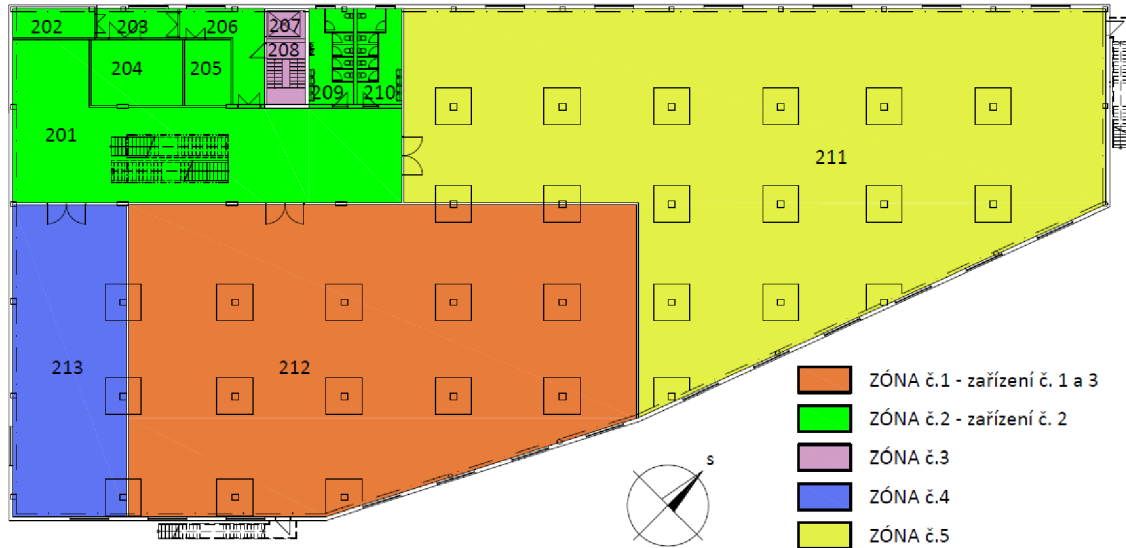 202
203
206
207
208
204
205
209
210
201
211
213
212
ZÓNA č.1 - zařízení č. 1 a 3
ZÓNA č.2 - zařízení č. 2
S
ZÓNA č.3
ZÓNA č.4
ZÓNA č.5